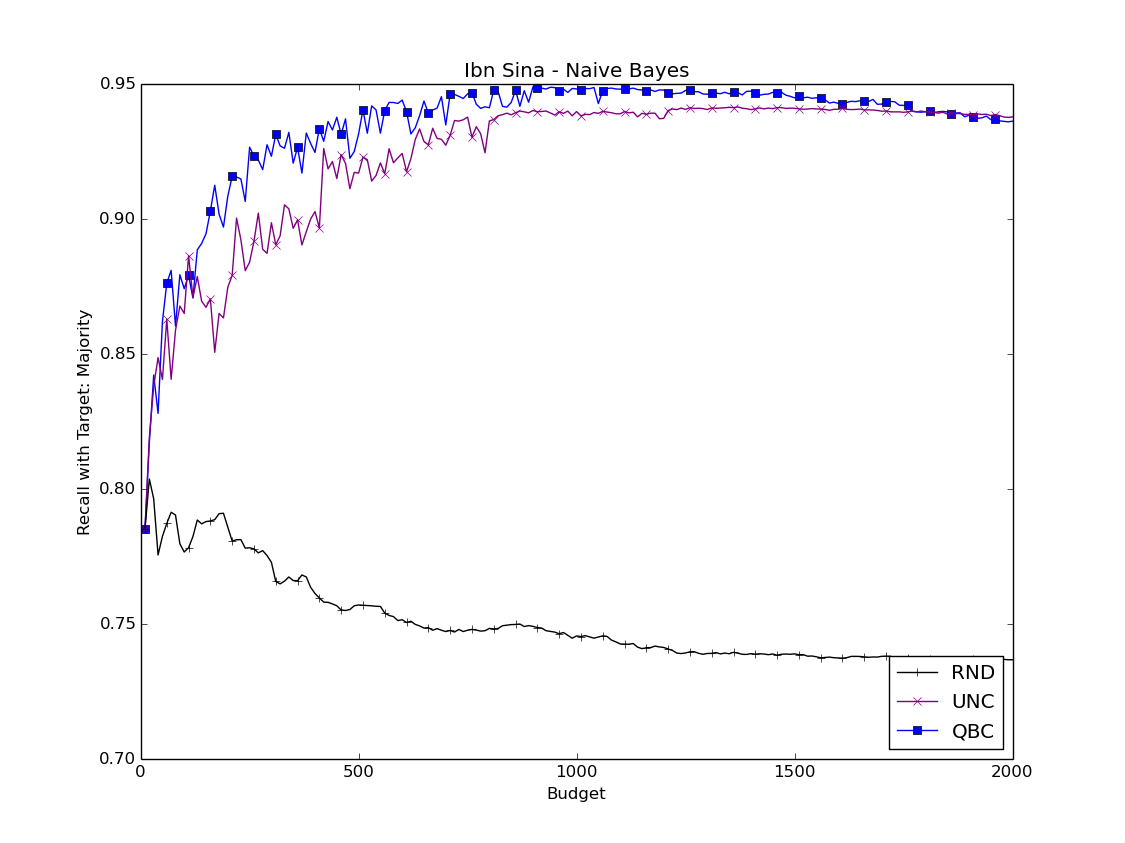 Ibn Sina - Naive Bayes
Recall with Target: Majority
0.95
0.90
0.85
0.80
0.75
0.70
0
500
1000
1500
2000
Budget
RND
UNC
QBC